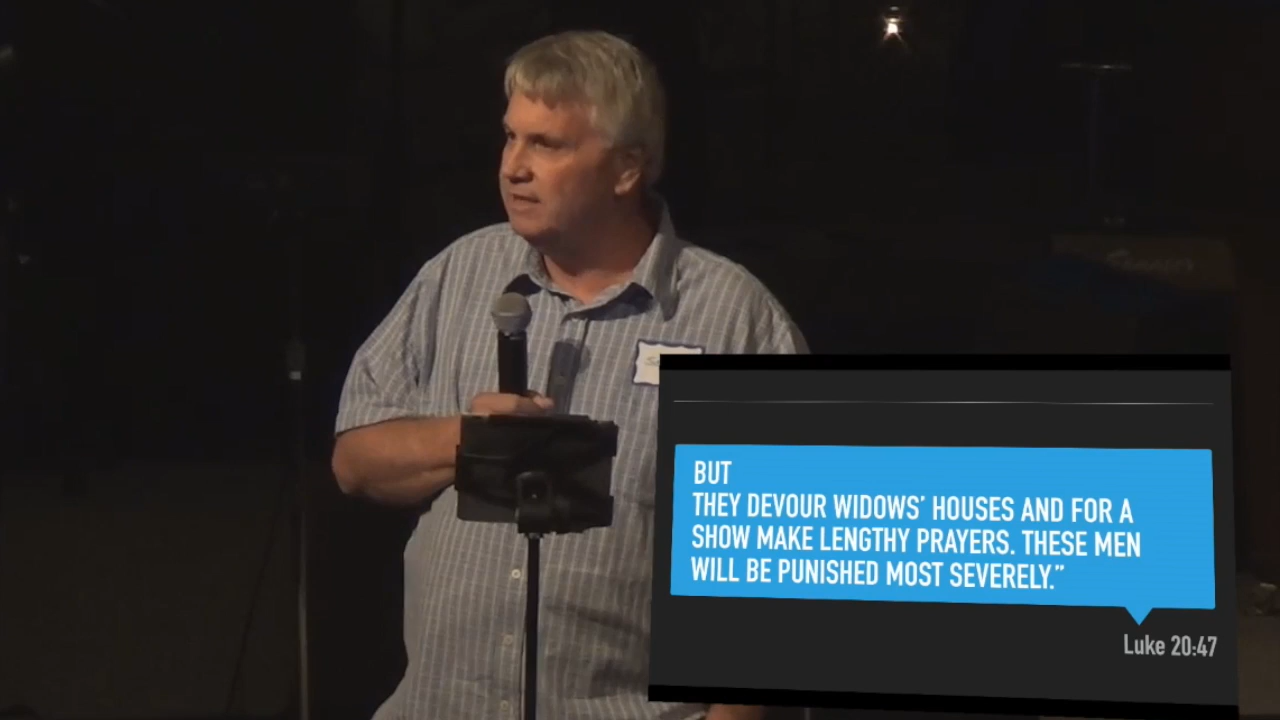 BUT
THEY DEVOUR WIDOWS’ HOUSES AND FOR A
SHOW MAKE LENGTHY PRAYERS. THESE MEN
WILL BE PUNISHED MOST SEVERELY.”
Luke 20:47